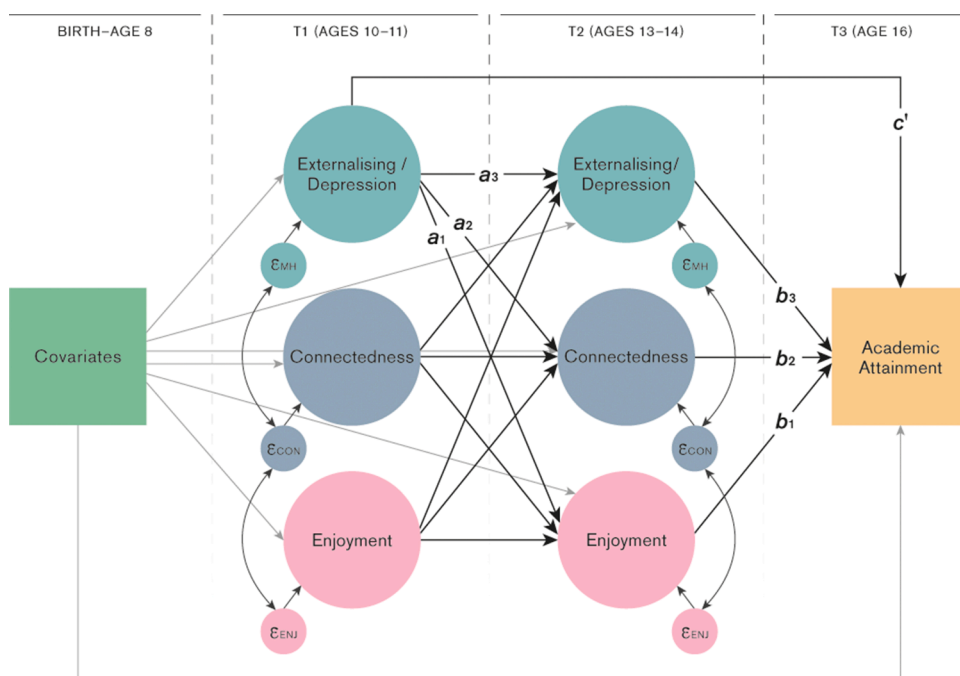 BIRTH–AGE 8
T1 (AGES 10–11)
T2 (AGES 13–14)
T3 (AGE 16)
c'
Externalising /
Depression
a3
a2
a1
Externalising/
Depression
εMH
εMH
b3
Covariates
Connectedness
Connectedness
b2
Academic
Attainment
b1
εCON
εCON
Enjoyment
Enjoyment
εENJ
εENJ